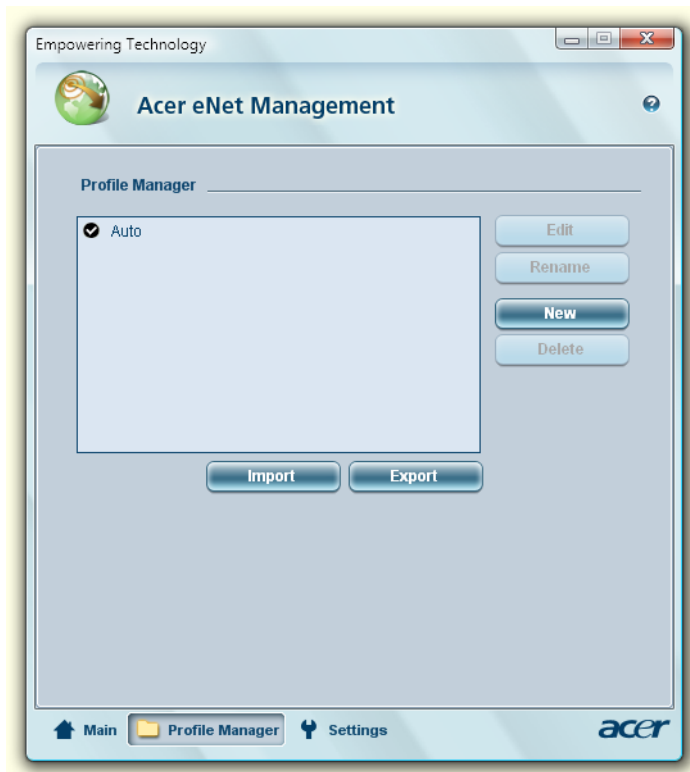 Empowering Technology
Acer eNet Management
Profile Manager
Auto
Edit
Rename
New
Delete
Import
Export
Main
Profile Manager
Settings
acer